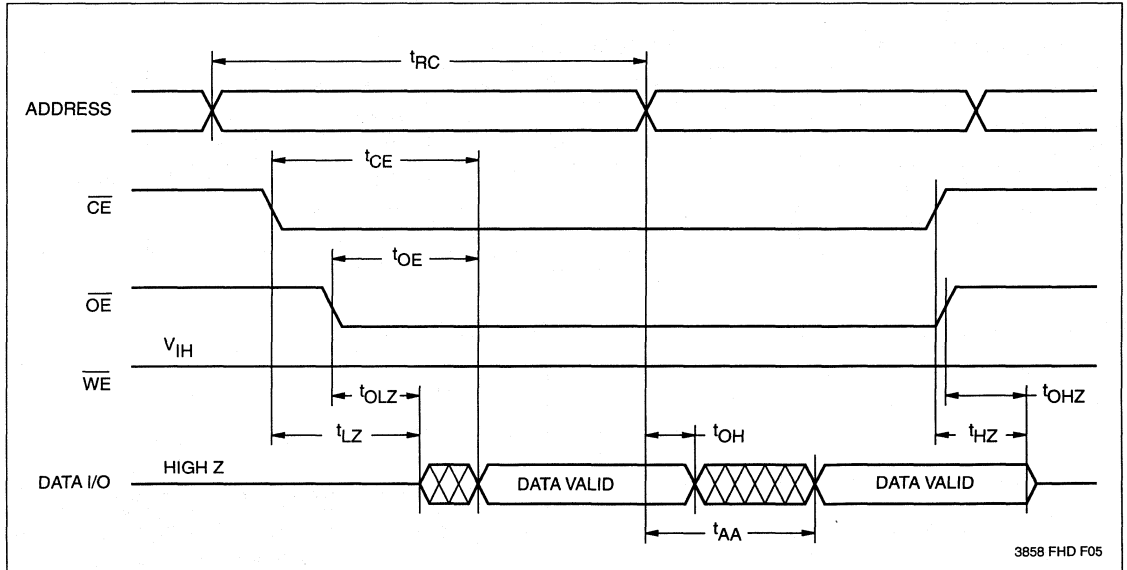 tRC
ADDRESS
tCE
CE
tOE
OE
VIH
WE
tOLZ
tOHZ
tLZ
tOH
tHZ
HIGH Z
DATA I/O
DATA VALID
DATA VALID
tAA
3858 FHD F05